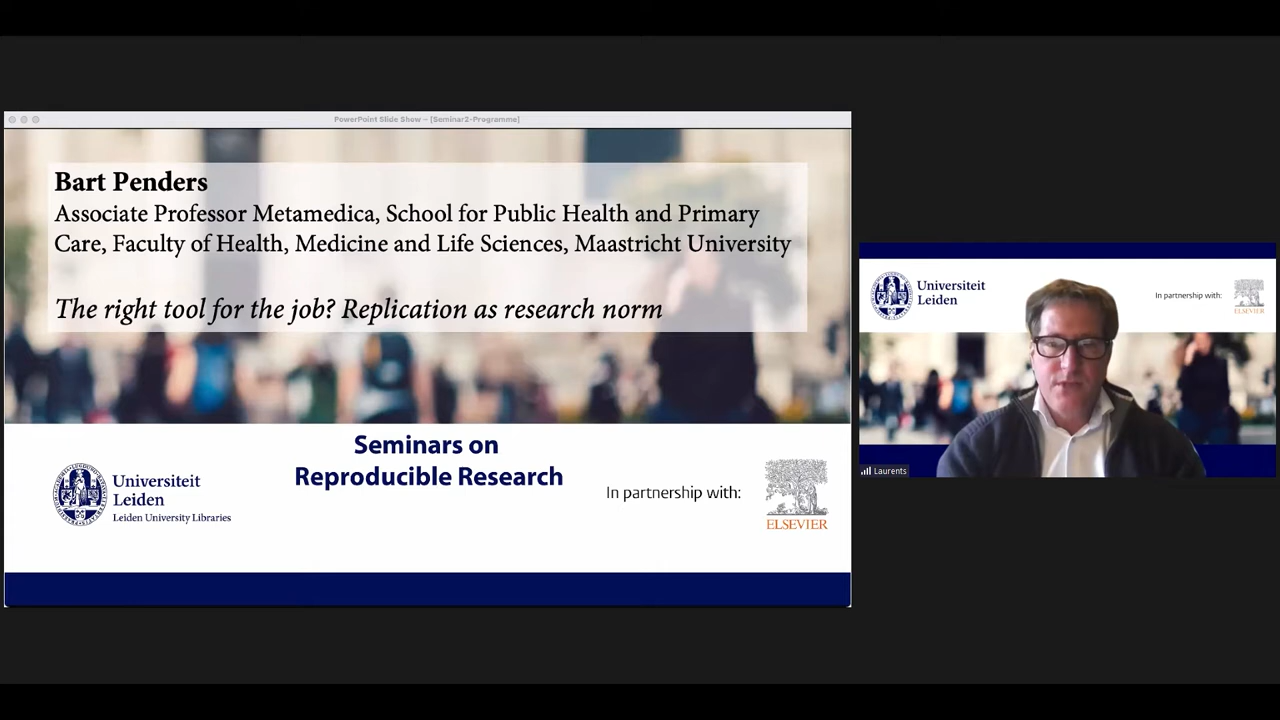 PowerPoint Slide Show – [Seminar2-Programme]
Bart Penders
Associate Professor Metamedica, School for Public Health and Primary
Care, Faculty of Health, Medicine and Life Sciences, Maastricht University
The right tool for the job? Replication as research norm
Seminars on
Reproducible Research
Universiteit
Leiden
Leiden University Libraries
In partnership with:
ELSEVIER
Universiteit
Leiden
In partnership with:
ELSEVIER
Laurents